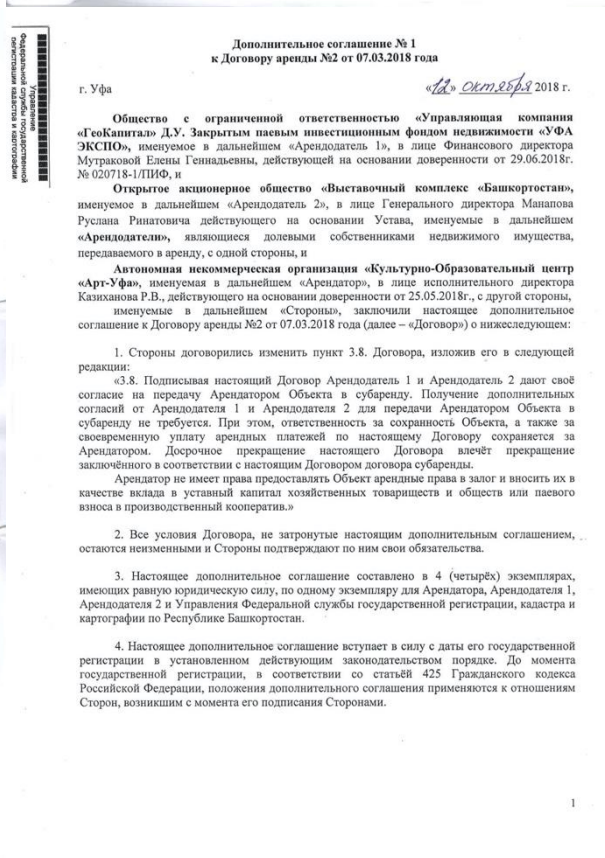 Управление
Федеральной службы государственной
регистрации кадастра и картографии
Дополнительное соглашение № 1
к Договору аренды №2 от 07.03.2018 года
г. Уфа «12» октября 2018 г.
Общество с ограниченной ответственностью «Управляющая компания
«ГеоКапитал» Д.У. Закрытым паевым инвестиционным фондом недвижимости «УФА
ЭКСПО», именуемое в дальнейшем «Арендодатель 1», в лице Финансового директора
Мутраковой Елены Геннадьевны, действующей на основании доверенности от 29.06.2018г.
№ 020718-1/ПИФ, и
Открытое акционерное общество «Выставочный комплекс «Башкортостан»,
именуемое в дальнейшем «Арендодатель 2», в лице Генерального директора Манапова
Руслана Ринатовича действующего на основании Устава, именуемые в дальнейшем
«Арендодатели», являющиеся долевыми собственниками недвижимого имущества,
передаваемого в аренду, с одной стороны, и
Автономная некоммерческая организация «Культурно-Образовательный центр
«Арт-Уфа», именуемая в дальнейшем «Арендатор», в лице исполнительного директора
Казиханова Р.В., действующего на основании доверенности от 25.05.2018г., с другой стороны,
именуемые в дальнейшем «Стороны», заключили настоящее дополнительное
соглашение к Договору аренды №2 от 07.03.2018 года (далее – «Договор») о нижеследующем:
1. Стороны договорились изменить пункт 3.8. Договора, изложив его в следующей
редакции:
«3.8. Подписывая настоящий Договор Арендодатель 1 и Арендодатель 2 дают своё
согласие на передачу Арендатором Объекта в субаренду. Получение дополнительных
согласий от Арендодателя 1 и Арендодателя 2 для передачи Арендатором Объекта в
субаренду не требуется. При этом, ответственность за сохранность Объекта, а также за
своевременную уплату арендных платежей по настоящему Договору сохраняется за
Арендатором. Досрочное прекращение настоящего Договора влечёт прекращение
заключённого в соответствии с настоящим Договором договора субаренды.
Арендатор не имеет права предоставлять Объект арендные права в залог и вносить их в
качестве вклада в уставный капитал хозяйственных товариществ и обществ или паевого
взноса в производственный кооператив.»
2. Все условия Договора, не затронутые настоящим дополнительным соглашением,
остаются неизменными и Стороны подтверждают по ним свои обязательства.
3. Настоящее дополнительное соглашение составлено в 4 (четырёх) экземплярах,
имеющих равную юридическую силу, по одному экземпляру для Арендатора, Арендодателя 1,
Арендодателя 2 и Управления Федеральной службы государственной регистрации, кадастра и
картографии по Республике Башкортостан.
4. Настоящее дополнительное соглашение вступает в силу с даты его государственной
регистрации в установленном действующим законодательством порядке. До момента
государственной регистрации, в соответствии со статьёй 425 Гражданского кодекса
Российской Федерации, положения дополнительного соглашения применяются к отношениям
Сторон, возникшим с момента его подписания Сторонами.
1